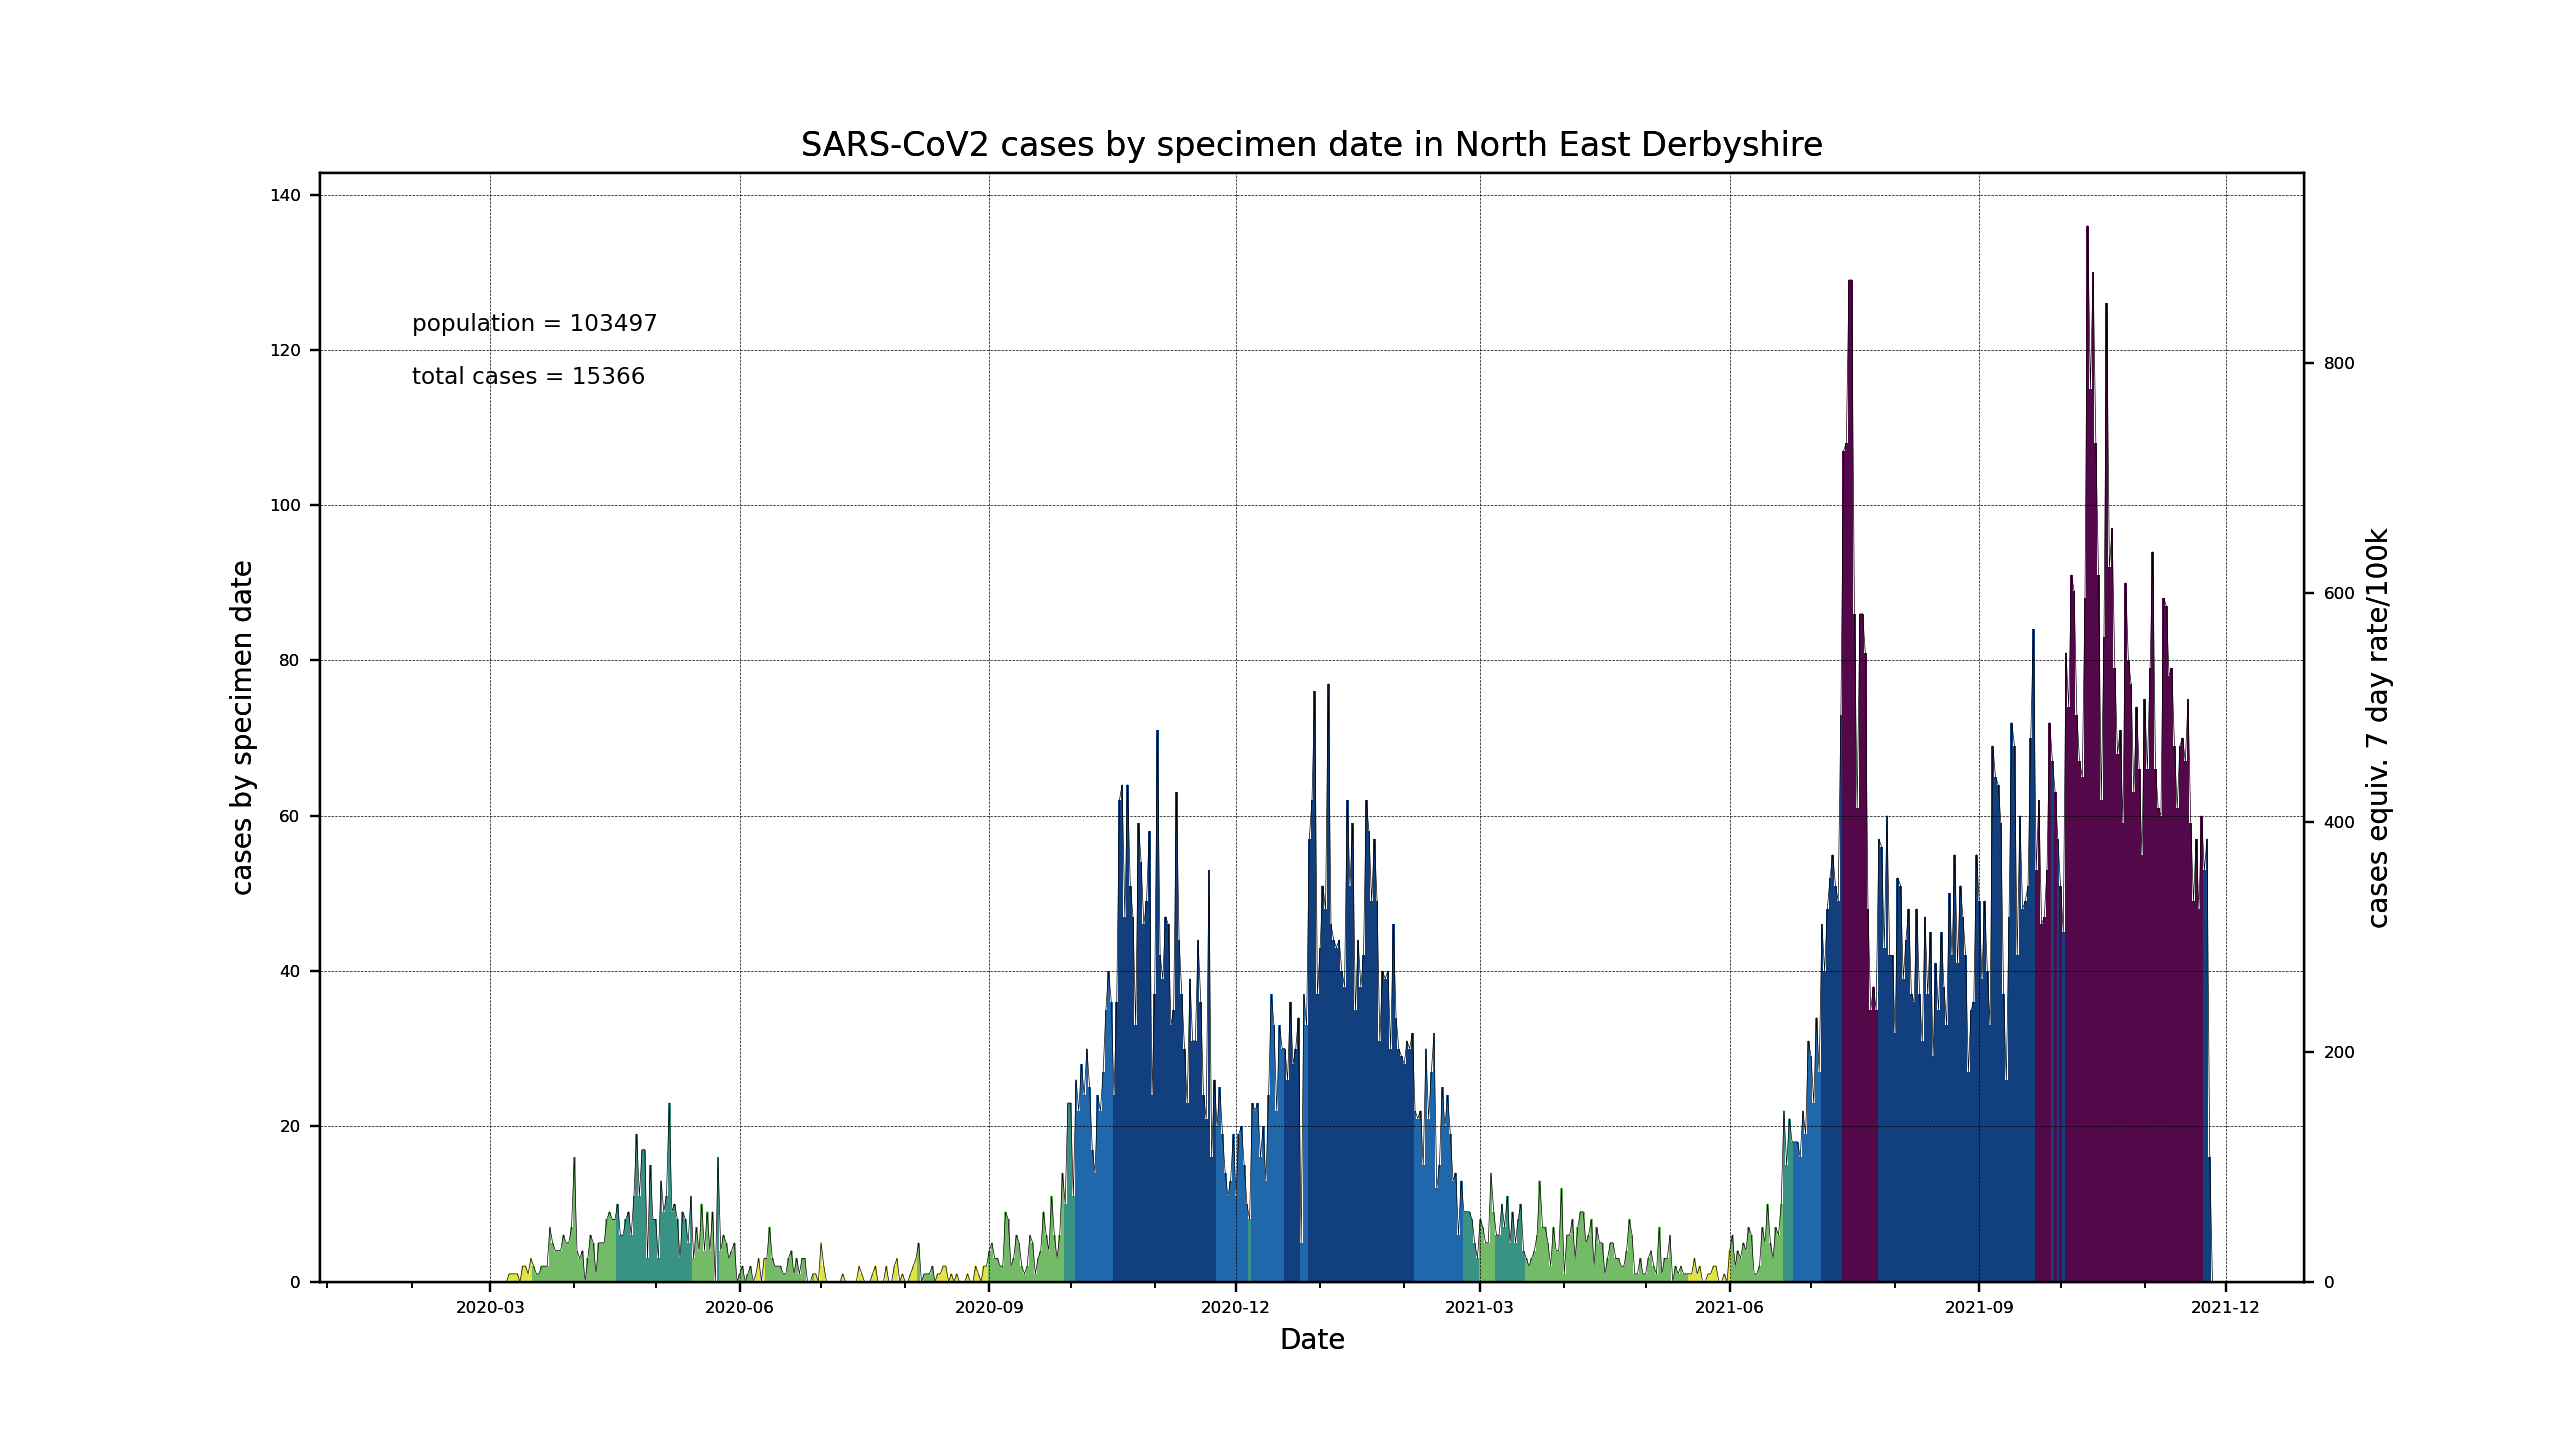 SARS-CoV2 cases by specimen date in North East Derbyshire
140
120
100
80
60
40
20
0
cases by specimen date
population = 103497
total cases = 15366
800
600
400
200
0
cases equiv. 7 day rate/100k
2020-03 2020-06 2020-09 2020-12 2021-03 2021-06 2021-09 2021-12
Date